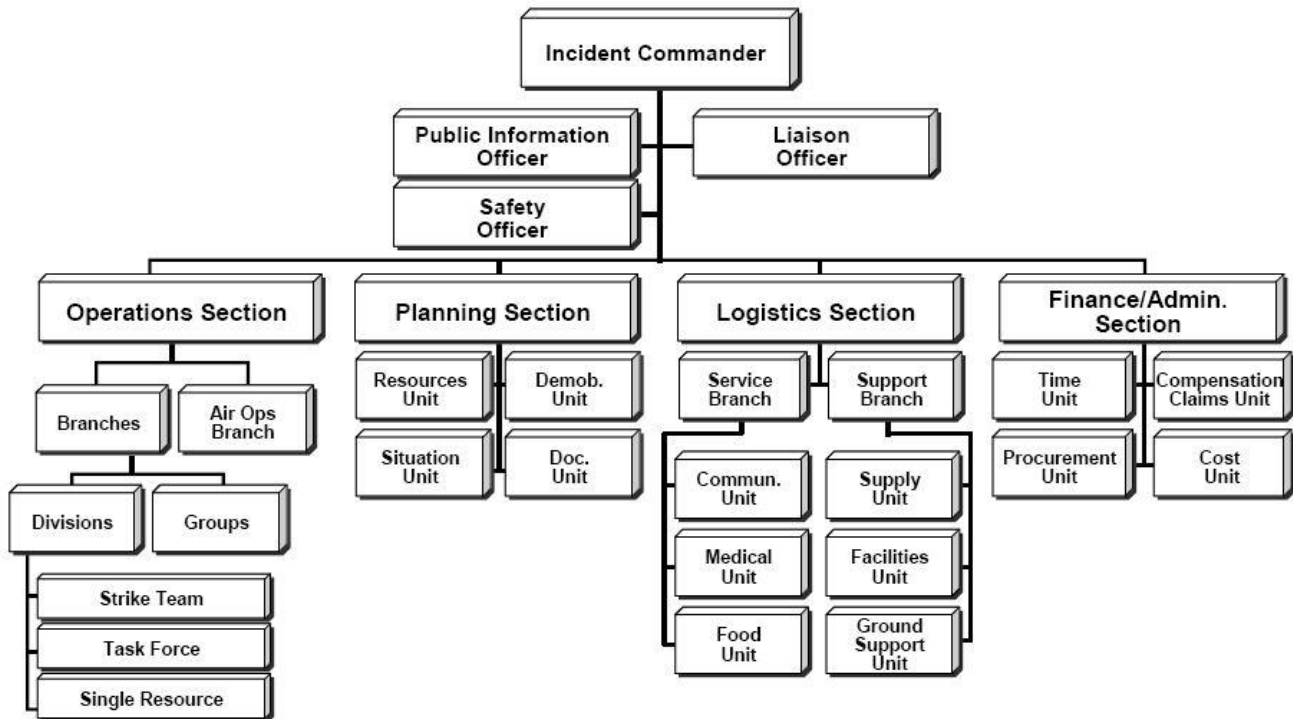 Incident Commander
Public Information
Officer
Liaison
Officer
Safety
Officer
Operations Section
Planning Section
Logistics Section
Finance/Admin.
Section
Branches
Air Ops
Branch
Divisions
Groups
Strike Team
Task Force
Single Resource
Resources
Unit
Demob.
Unit
Situation
Unit
Doc.
Unit
Service
Branch
Support
Branch
Commun.
Unit
Supply
Unit
Medical
Unit
Facilities
Unit
Food
Unit
Ground
Support
Unit
Time
Unit
Compensation
Claims Unit
Procurement
Unit
Cost
Unit